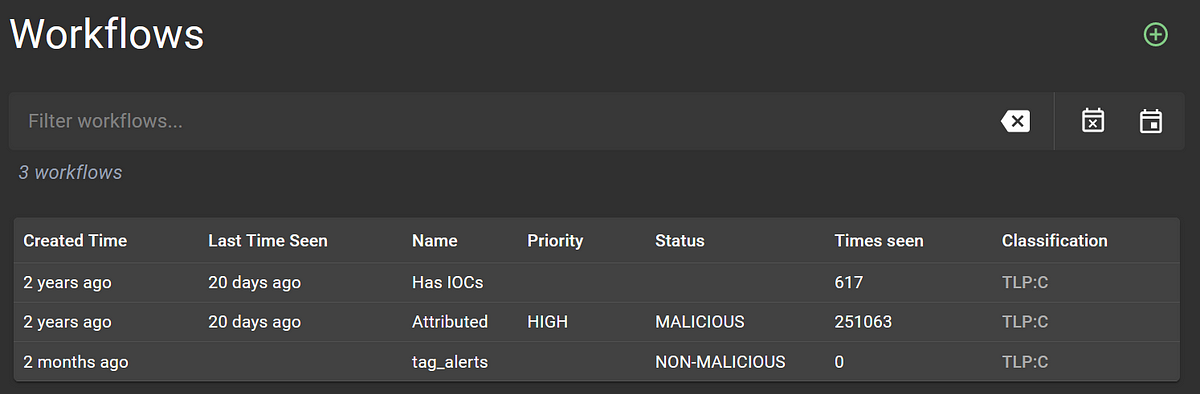 Workflows
Filter workflows...
3 workflows
Created Time Last Time Seen Name Priority Status Times seen Classification
2 years ago 20 days ago Has IOCs 617 TLP:C
2 years ago 20 days ago Attributed HIGH MALICIOUS 251063 TLP:C
2 months ago tag_alerts NON-MALICIOUS 0 TLP:C